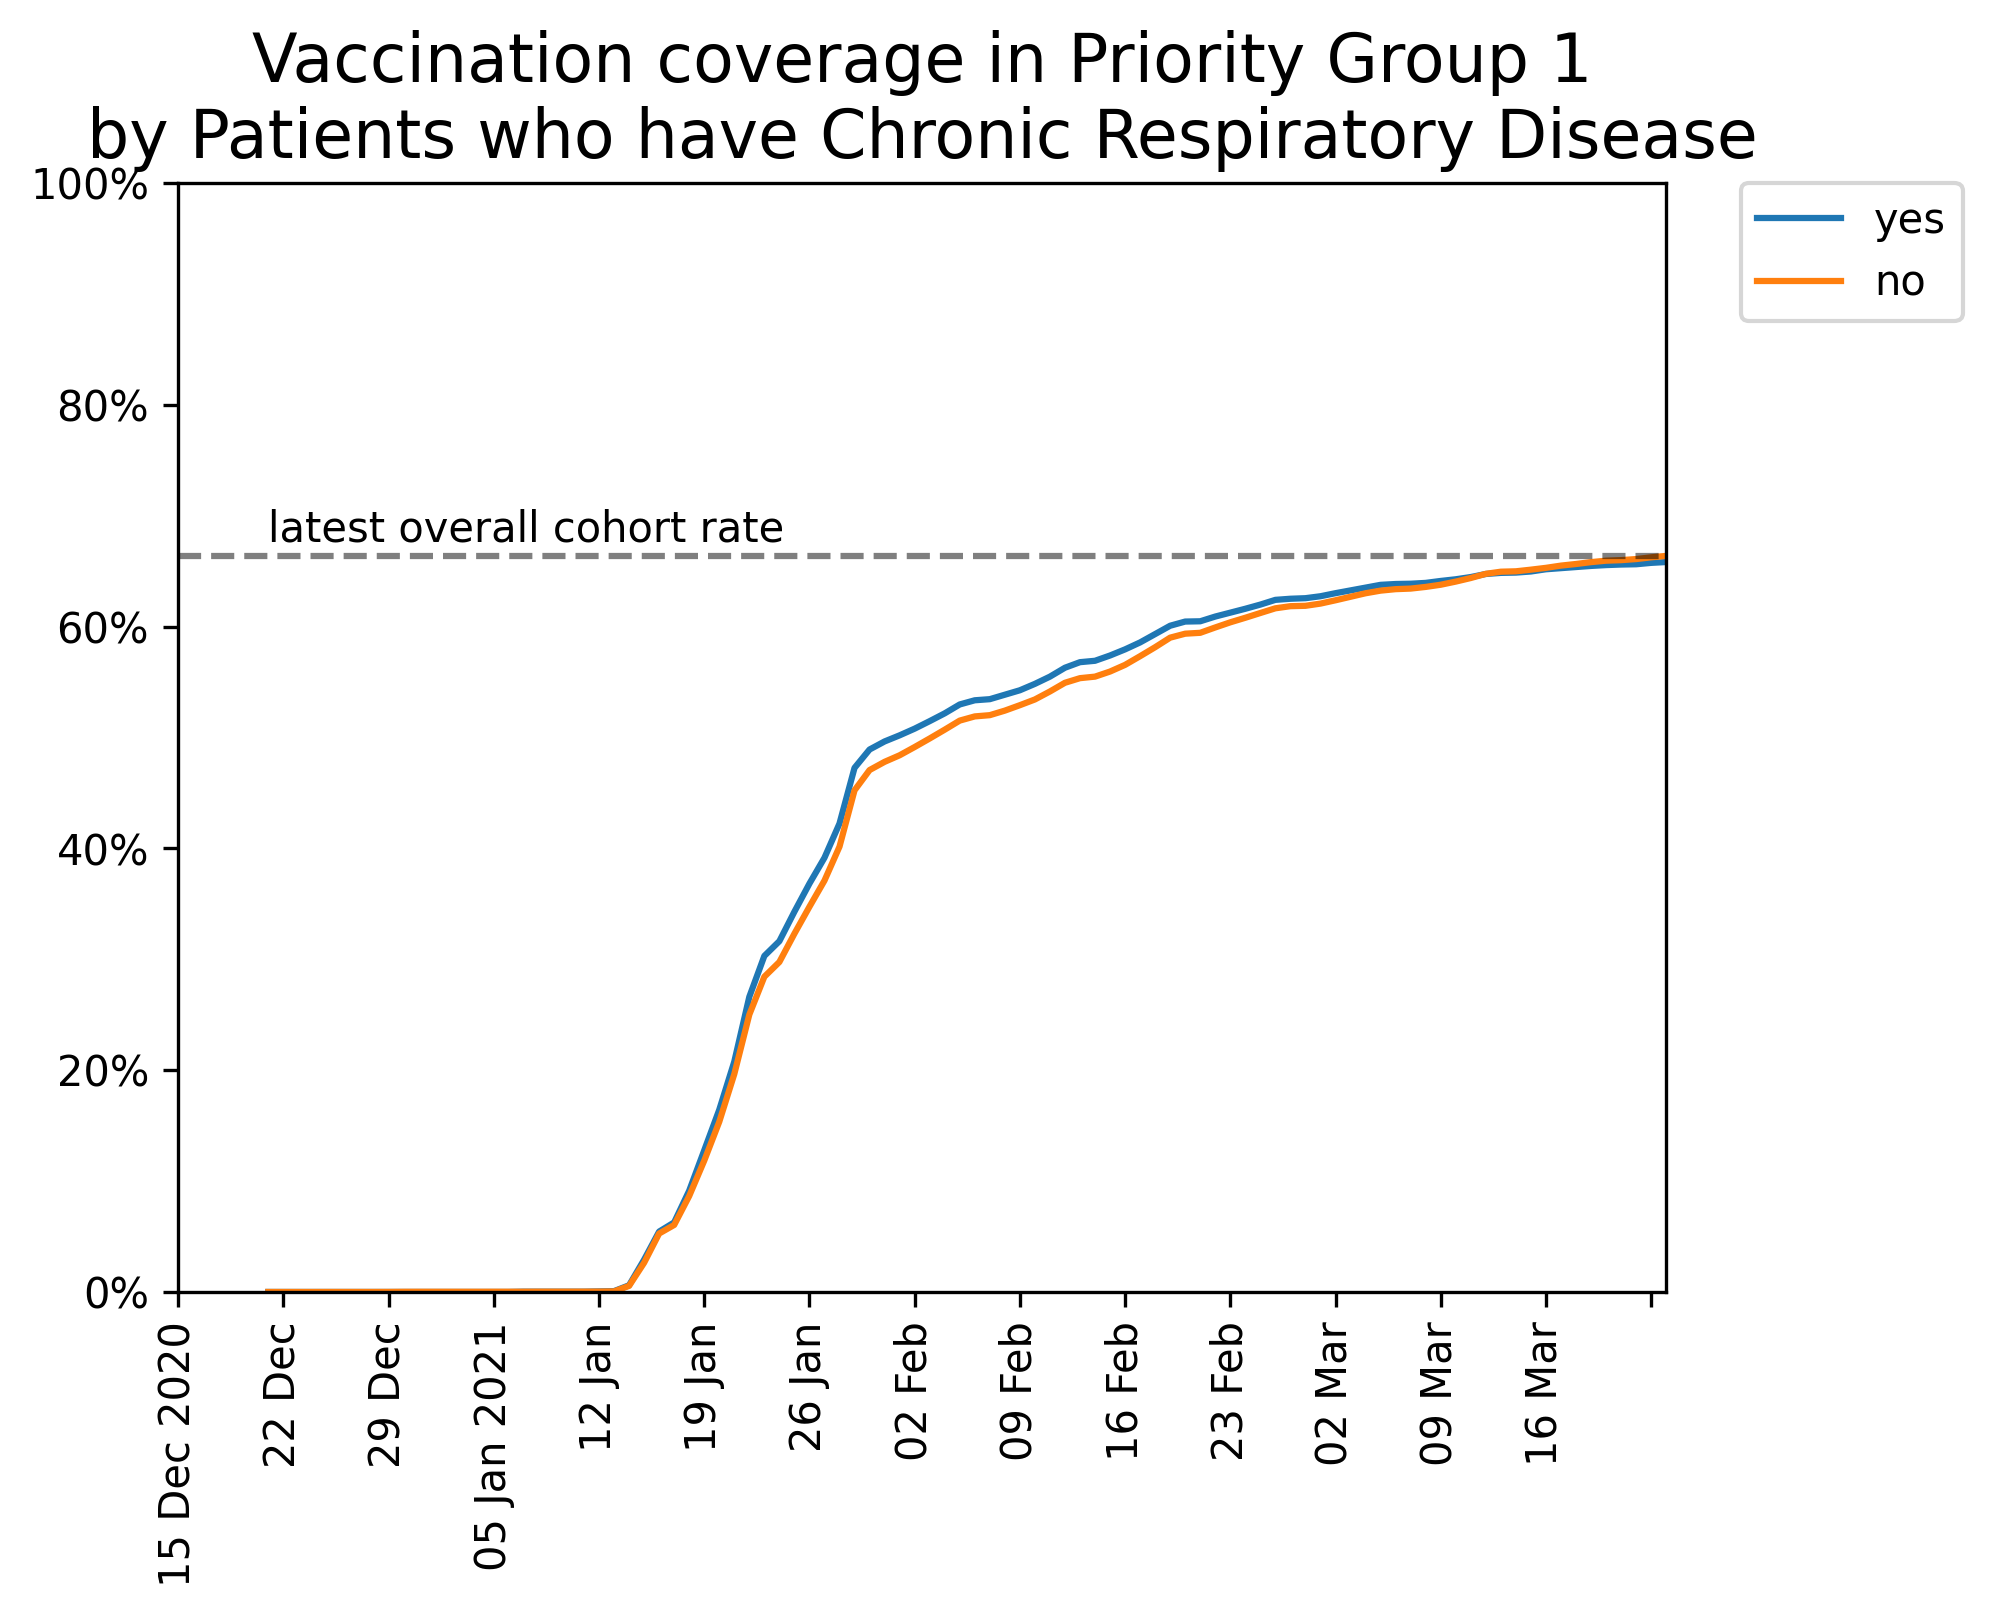 Vaccination coverage in Priority Group 1
by Patients who have Chronic Respiratory Disease
100%
80%
60%
40%
20%
0%
latest overall cohort rate
yes
no
15 Dec 2020
22 Dec
29 Dec
05 Jan 2021
12 Jan
19 Jan
26 Jan
02 Feb
09 Feb
16 Feb
23 Feb
02 Mar
09 Mar
16 Mar